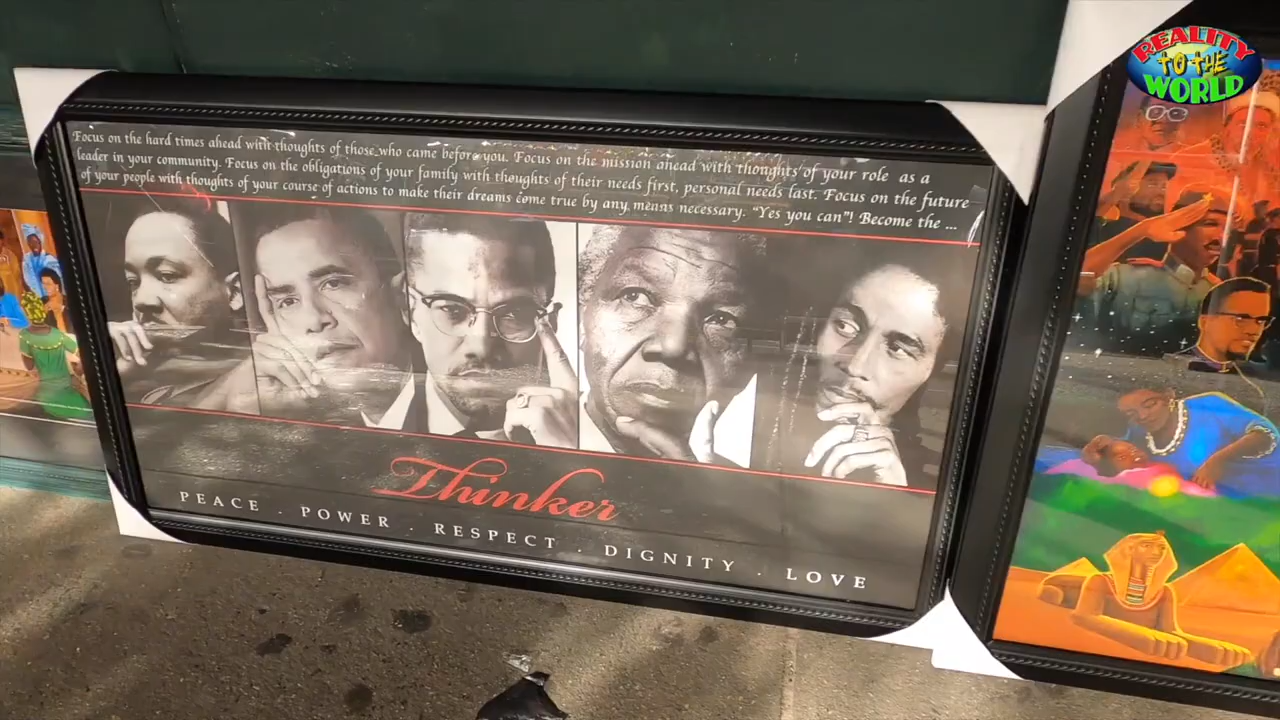 REALITY
TO THE
WORLD
Focus on the hard times ahead with thoughts of those who came before you. Focus on the mission ahead with thoughts of your role as a
leader in your community. Focus on the obligations of your family with thoughts of their needs first, personal needs last. Focus on the future
of your people with thoughts of your course of actions to make their dreams come true by any means necessary. "Yes you can"! Become the ...
Thinker
PEACE . POWER . RESPECT . DIGNITY . LOVE